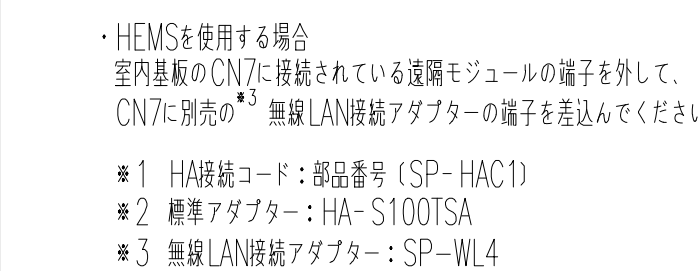 ・HEMSを使用する場合
室内基板のCN7に接続されている遠隔モジュールの端子を外して、
CN7に別売の※3 無線LAN接続アダプターの端子を差込んでください
※1 HA接続コード：部品番号〔SP-HAC1〕
※2 標準アダプター：HA-S100TSA
※3 無線LAN接続アダプター：SP-WL4